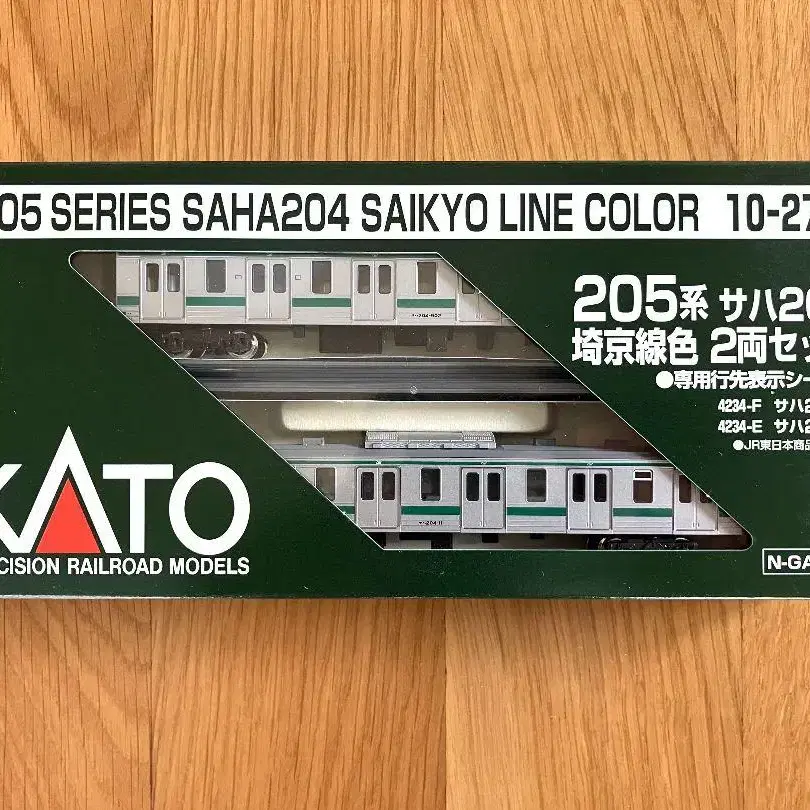 05 SERIES SAHA204 SAIKYO LINE COLOR 10-27
205系 サハ20
埼京線色 2両セッ
●専用行先表示シー
4234-F サハ2
4234-E サハ2
●JR東日本商品
KATO
CISION RAILROAD MODELS
N-GA